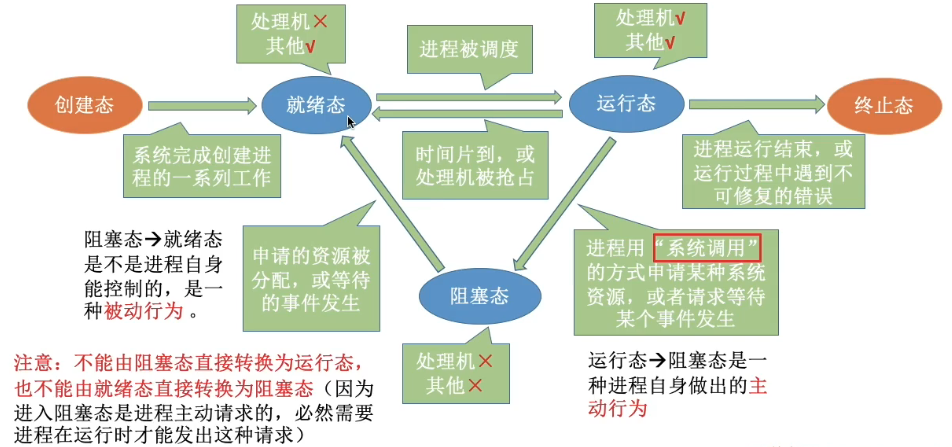 处理机×
其他√
进程被调度
处理机√
其他√
创建态
就绪态
运行态
终止态
系统完成创建进
程的一系列工作
时间片到，或
处理机被抢占
进程运行结束，或
运行过程中遇到不
可修复的错误
阻塞态→就绪态
是不是进程自身
能控制的，是一
种被动行为。
申请的资源被
分配，或等待
的事件发生
阻塞态
进程用“系统调用”
的方式申请某种系统
资源，或者请求等待
某个事件发生
处理机×
其他×
注意：不能由阻塞态直接转换为运行态，
也不能由就绪态直接转换为阻塞态（因为
进入阻塞态是进程主动请求的，必然需要
进程在运行时才能发出这种请求）
运行态→阻塞态是一
种进程自身做出的主
动行为